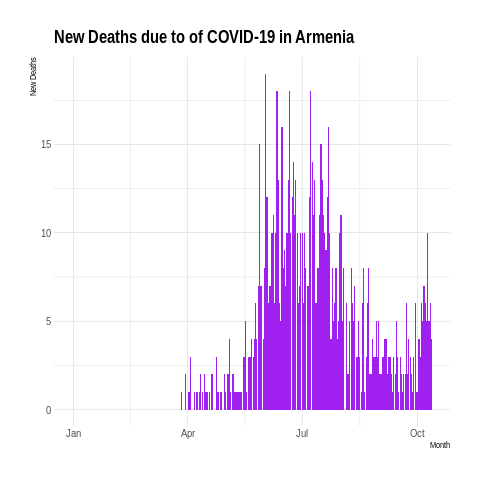 New Deaths due to of COVID-19 in Armenia
New Deaths
15
10
5
0
Jan Apr Jul Oct
Month